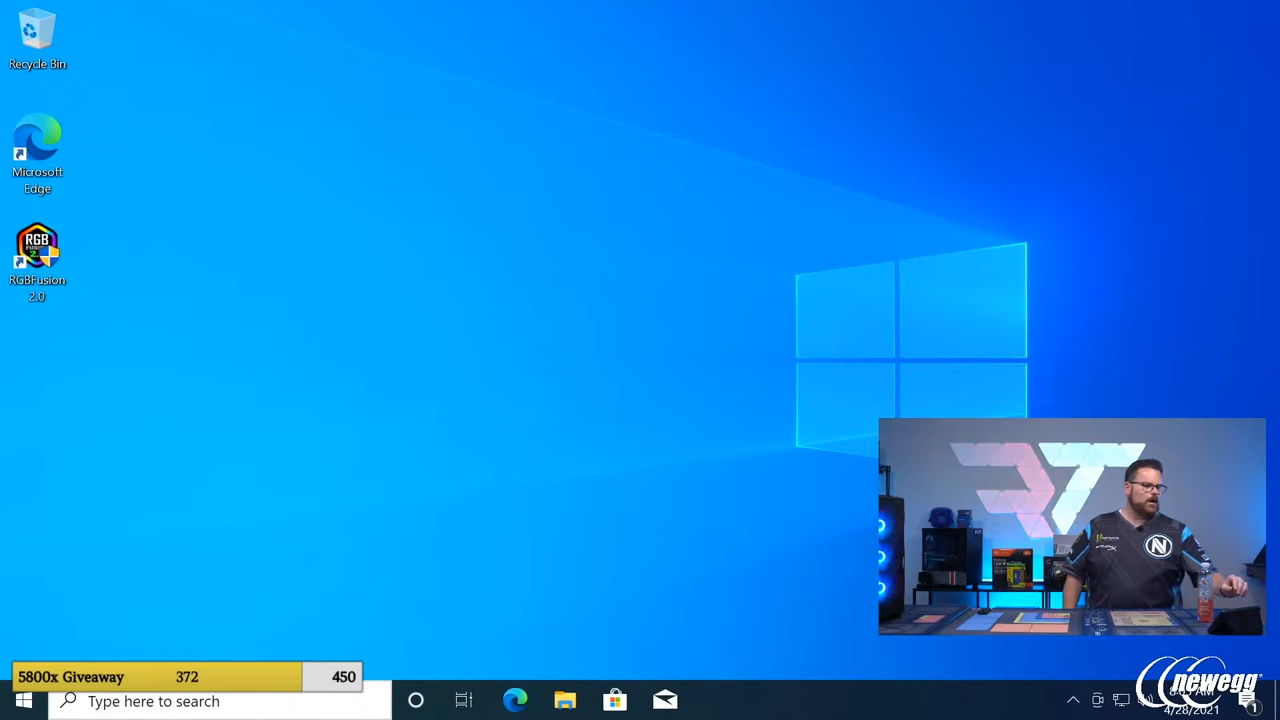 Recycle Bin
Microsoft
Edge
RGB
RGBFusion
2.0
5800x Giveaway 372 450
Type here to search
newegg
4/28/2021
1